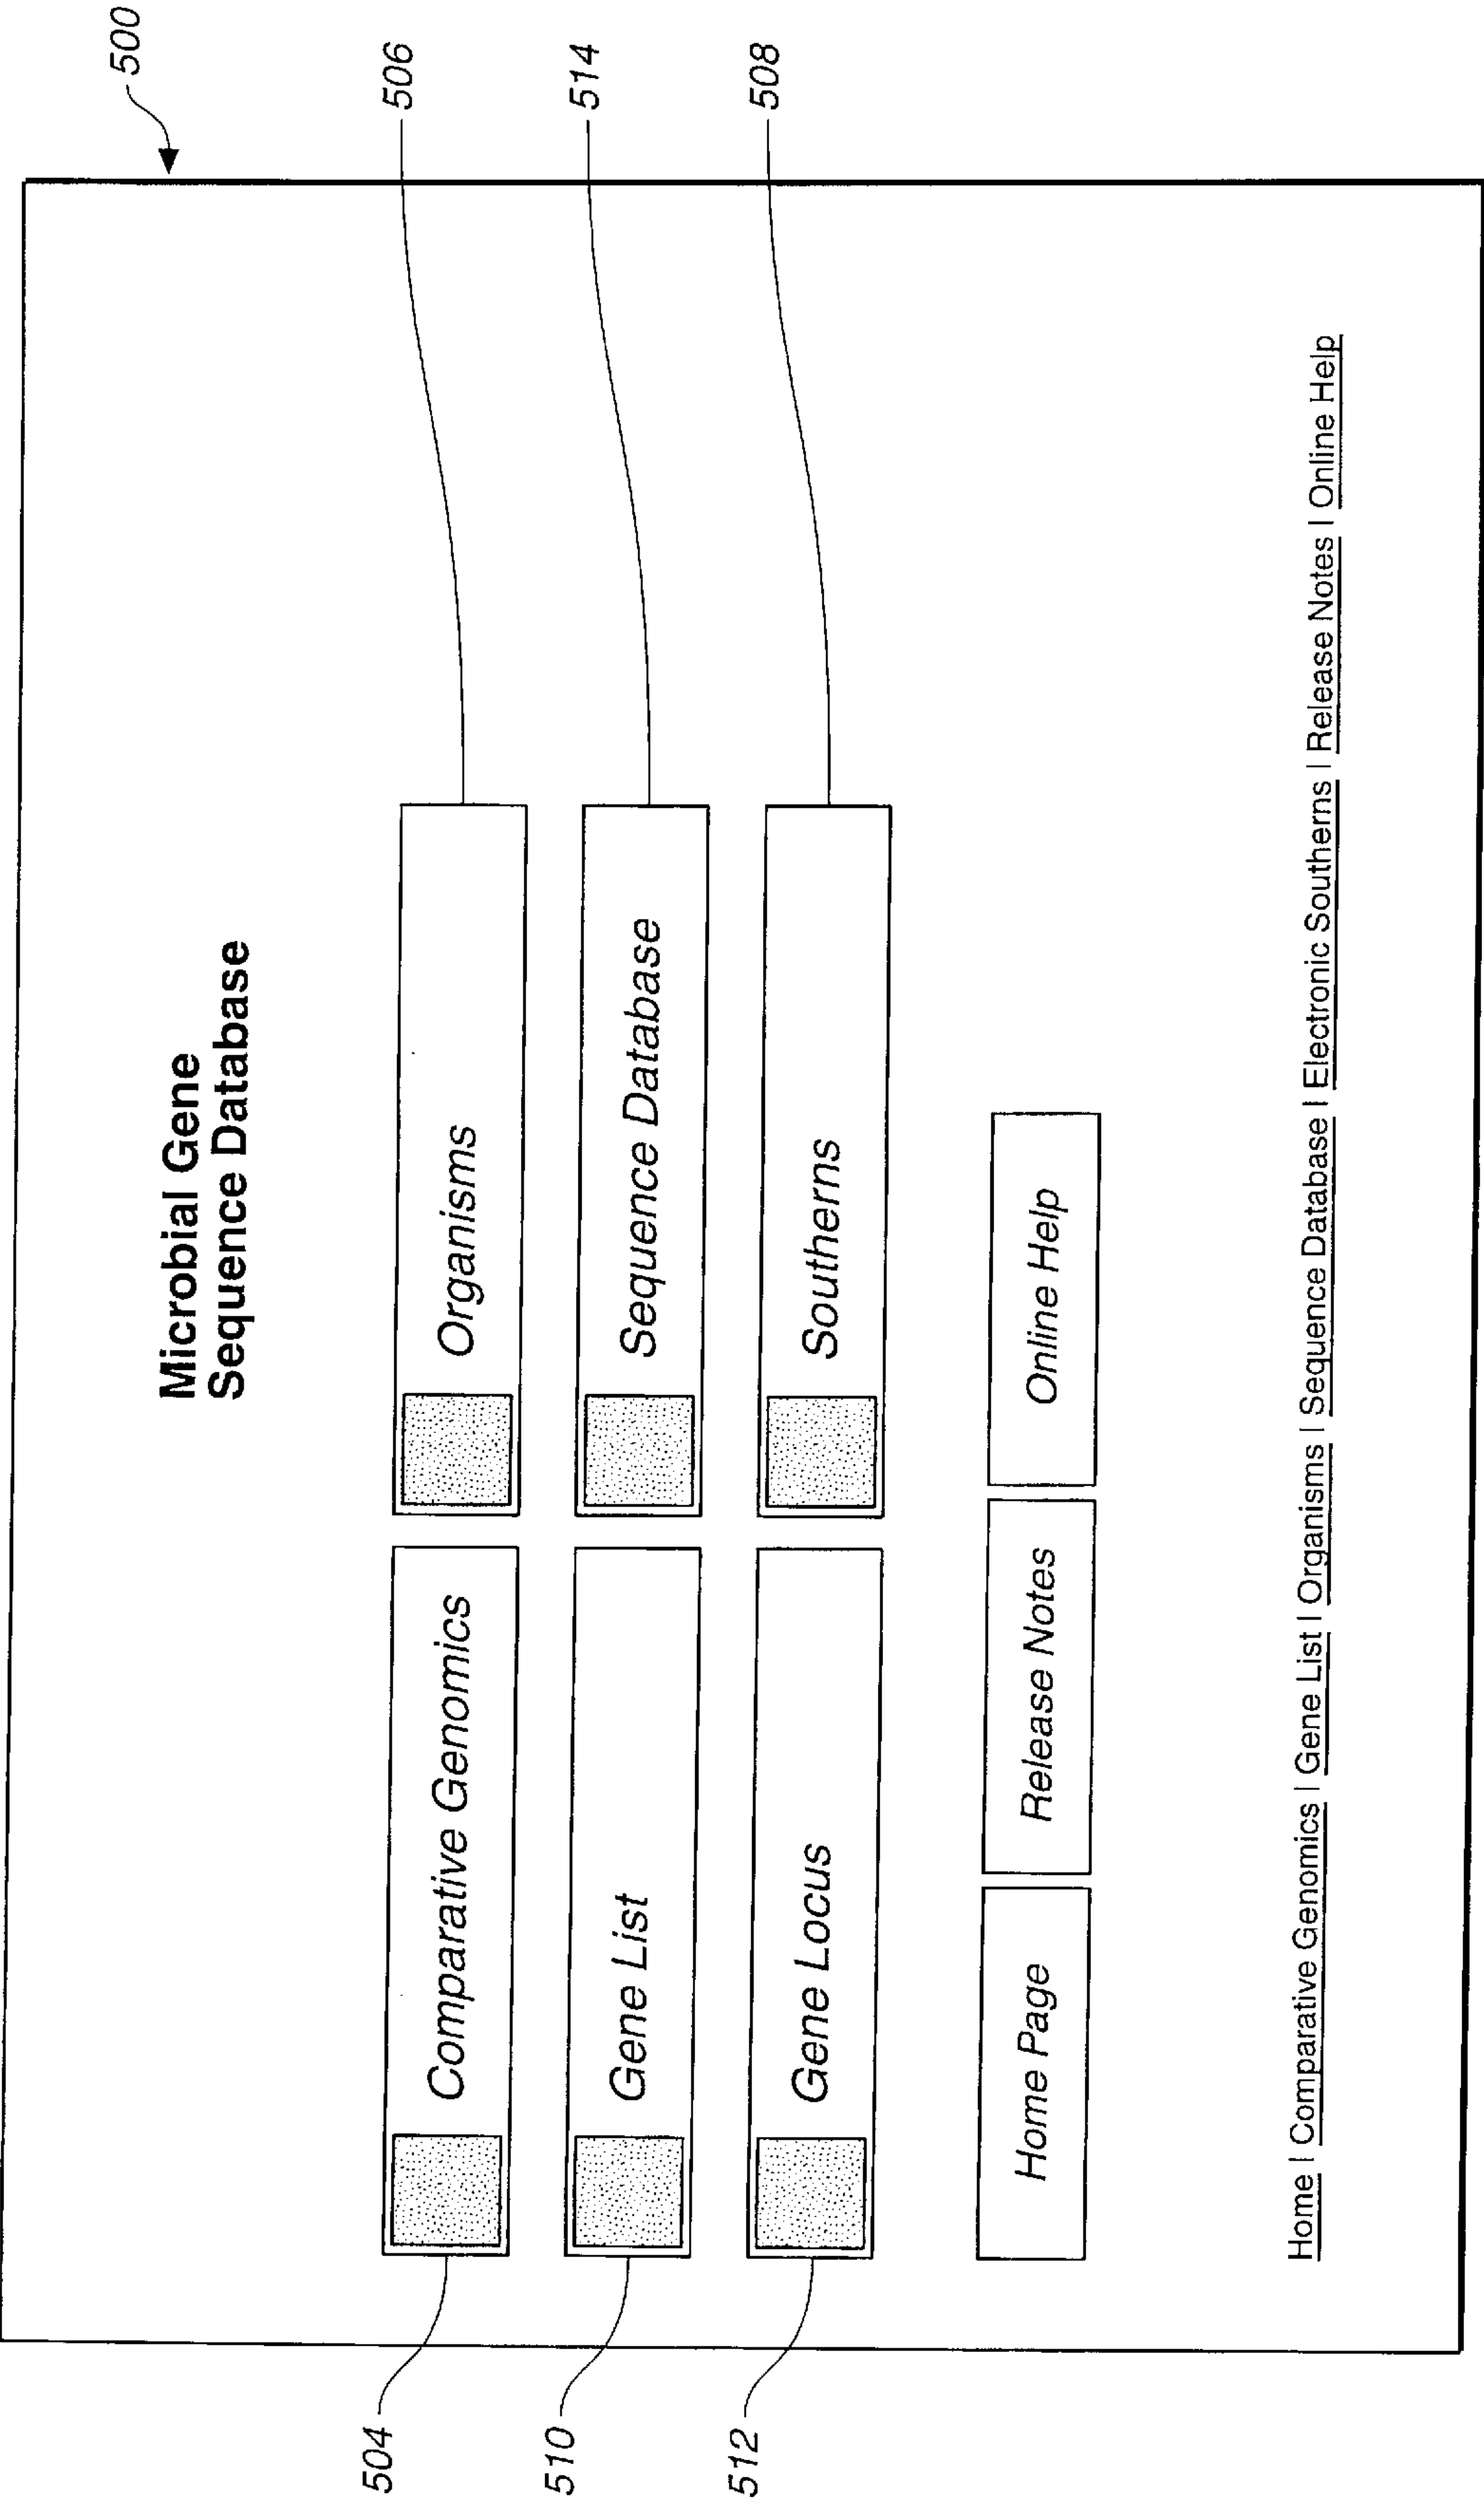 500
Microbial Gene
Sequence Database
504
Comparative Genomics
Organisms
506
510
Gene List
Sequence Database
514
512
Gene Locus
Southerns
508
Home Page
Release Notes
Online Help
Home | Comparative Genomics | Gene List | Organisms | Sequence Database | Electronic Southerns | Release Notes | Online Help